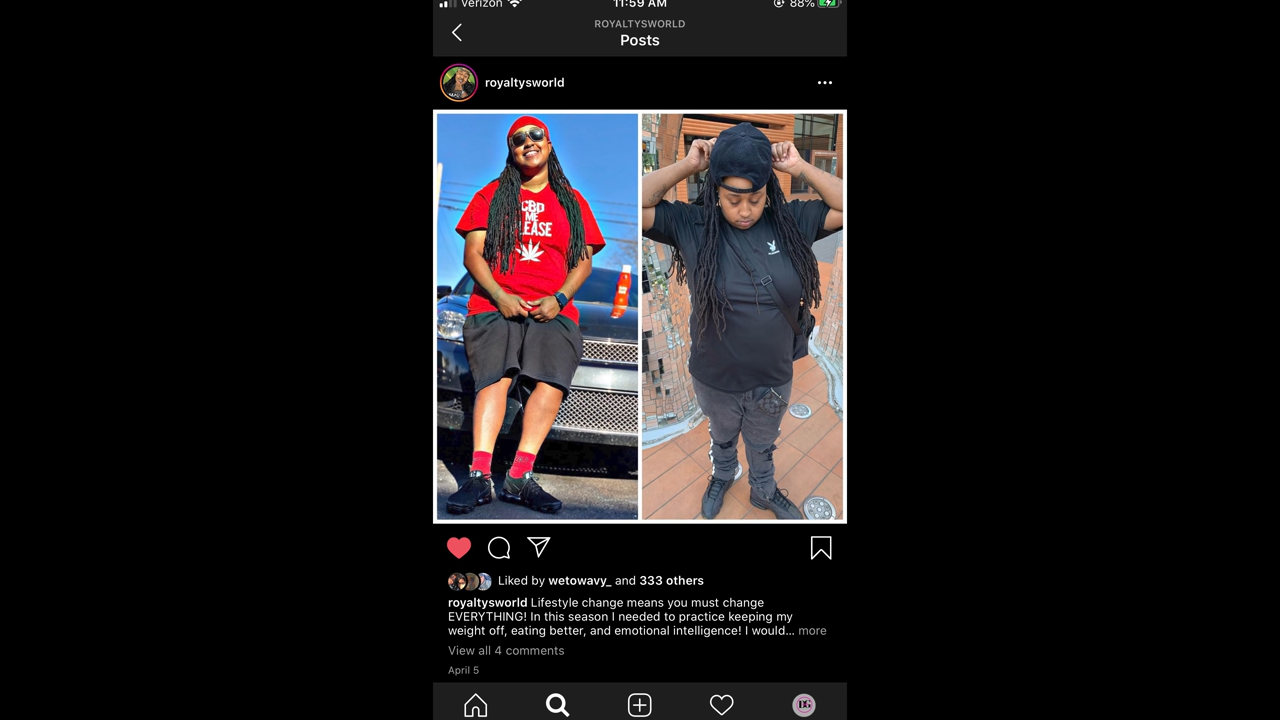 Verizon
11:59 AM
88%
ROYALTYSWORLD
Posts
royaltysworld
CBD
ME
LEASE
Liked by wetowavy_ and 333 others
royaltysworld Lifestyle change means you must change
EVERYTHING! In this season I needed to practice keeping my
weight off, eating better, and emotional intelligence! I would... more
View all 4 comments
April 5
DG